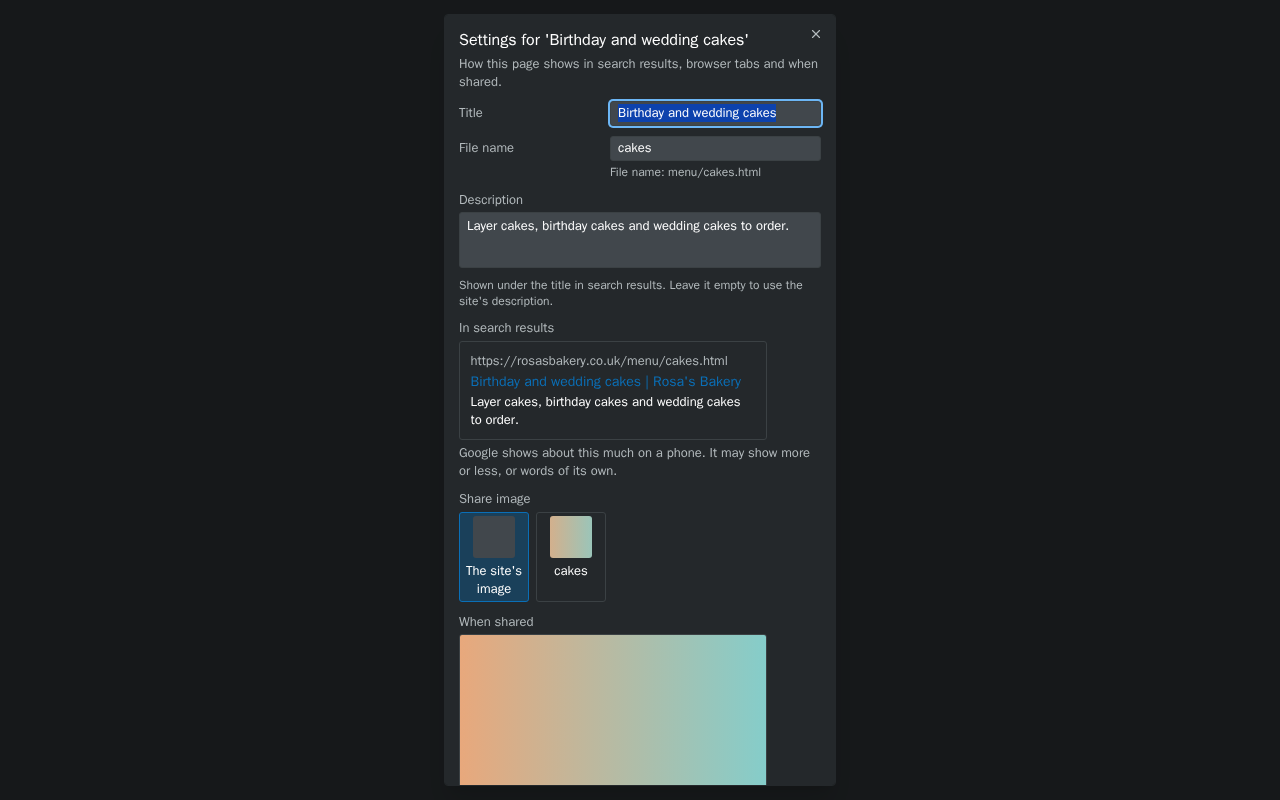 Settings for 'Birthday and wedding cakes'
How this page shows in search results, browser tabs and when
shared.
Title
Birthday and wedding cakes
File name
cakes
File name: menu/cakes.html
Description
Layer cakes, birthday cakes and wedding cakes to order.
Shown under the title in search results. Leave it empty to use the
site's description.
In search results
https://rosasbakery.co.uk/menu/cakes.html
Birthday and wedding cakes | Rosa's Bakery
Layer cakes, birthday cakes and wedding cakes
to order.
Google shows about this much on a phone. It may show more
or less, or words of its own.
Share image
The site's
image
cakes
When shared